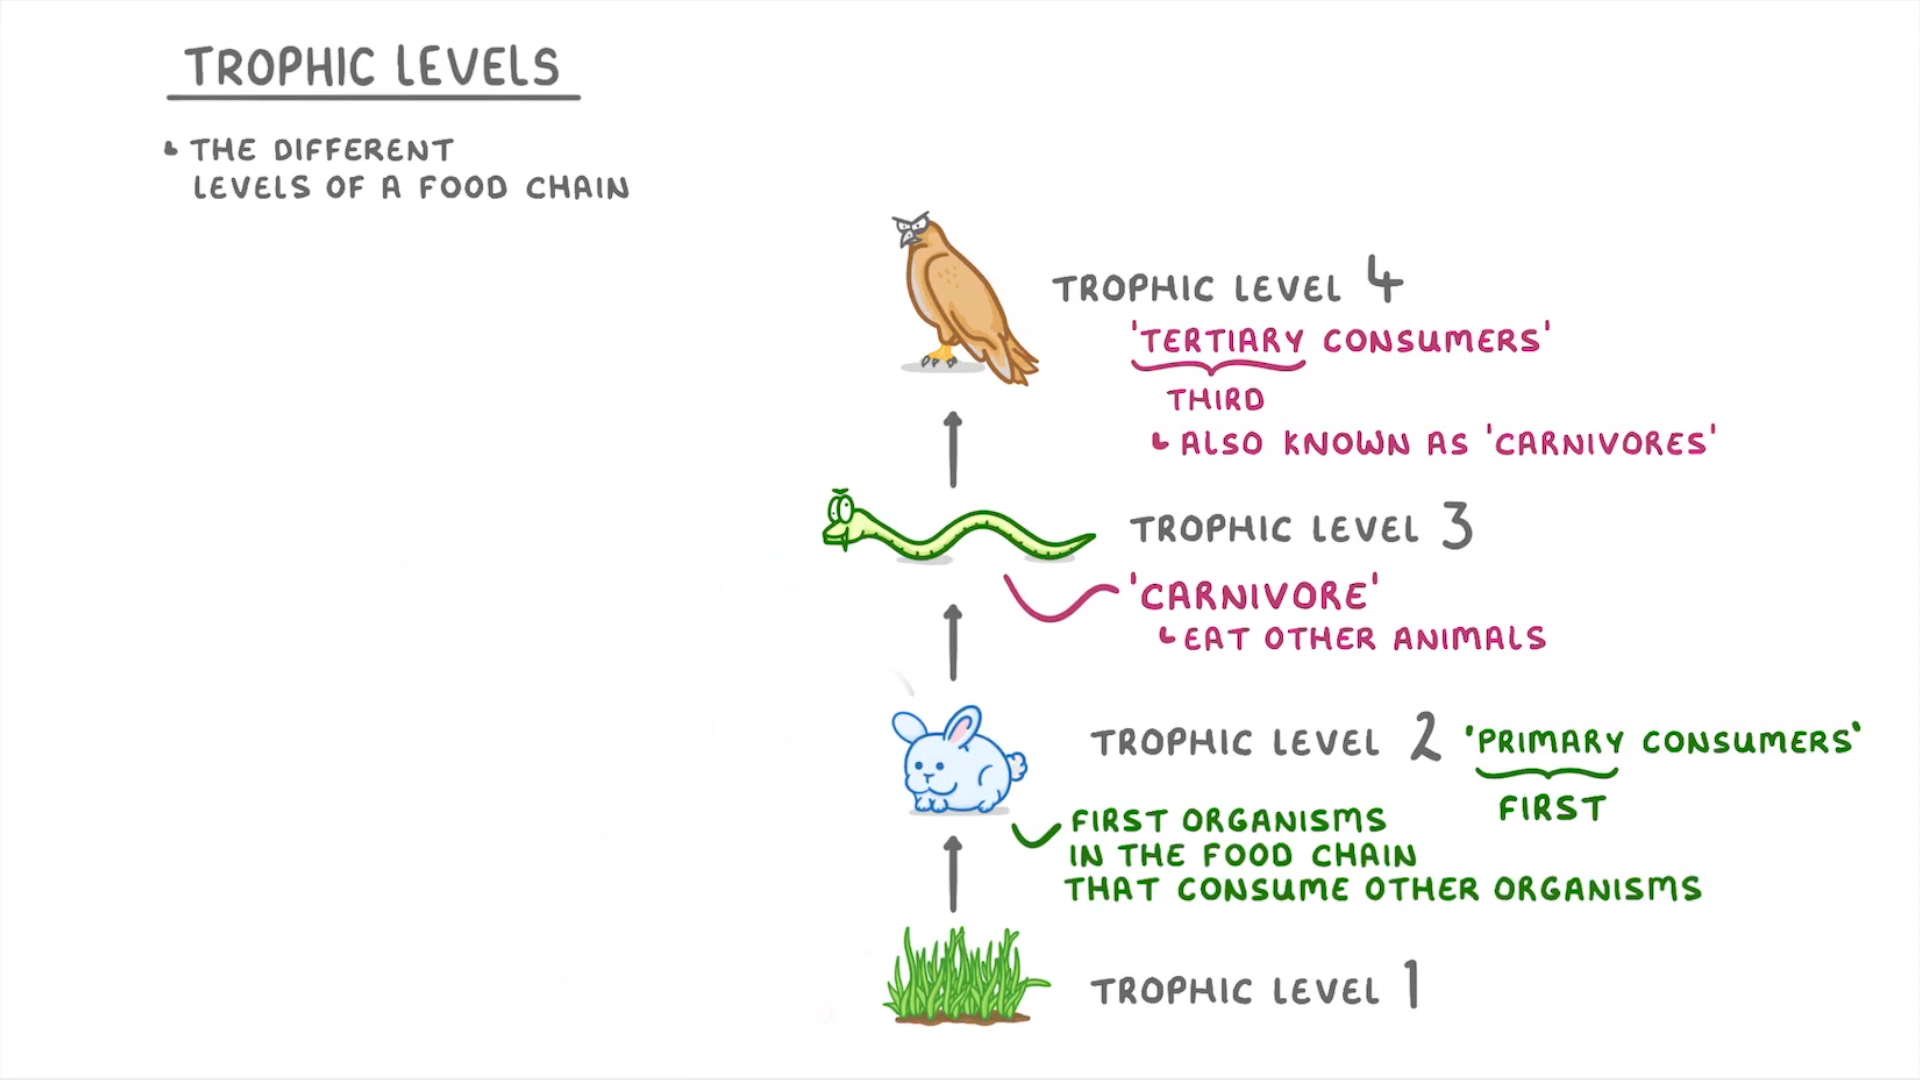 TROPHIC LEVELS
THE DIFFERENT
LEVELS OF A FOOD CHAIN
TROPHIC LEVEL 4
'TERTIARY CONSUMERS'
THIRD
ALSO KNOWN AS 'CARNIVORES'
TROPHIC LEVEL 3
'CARNIVORE'
EAT OTHER ANIMALS
TROPHIC LEVEL 2 'PRIMARY CONSUMERS'
FIRST
FIRST ORGANISMS
IN THE FOOD CHAIN
THAT CONSUME OTHER ORGANISMS
TROPHIC LEVEL 1